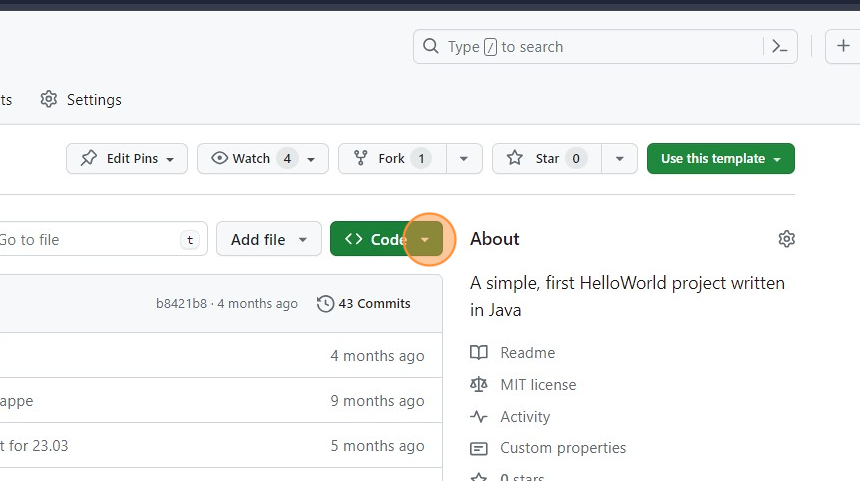 Type / to search
ts Settings
Edit Pins Watch 4 Fork 1 Star 0 Use this template
Go to file t Add file Code About
A simple, first HelloWorld project written
in Java
b8421b8 · 4 months ago 43 Commits
Readme
4 months ago
MIT license
appe 9 months ago
Activity
t for 23.03 5 months ago
Custom properties
0 stars